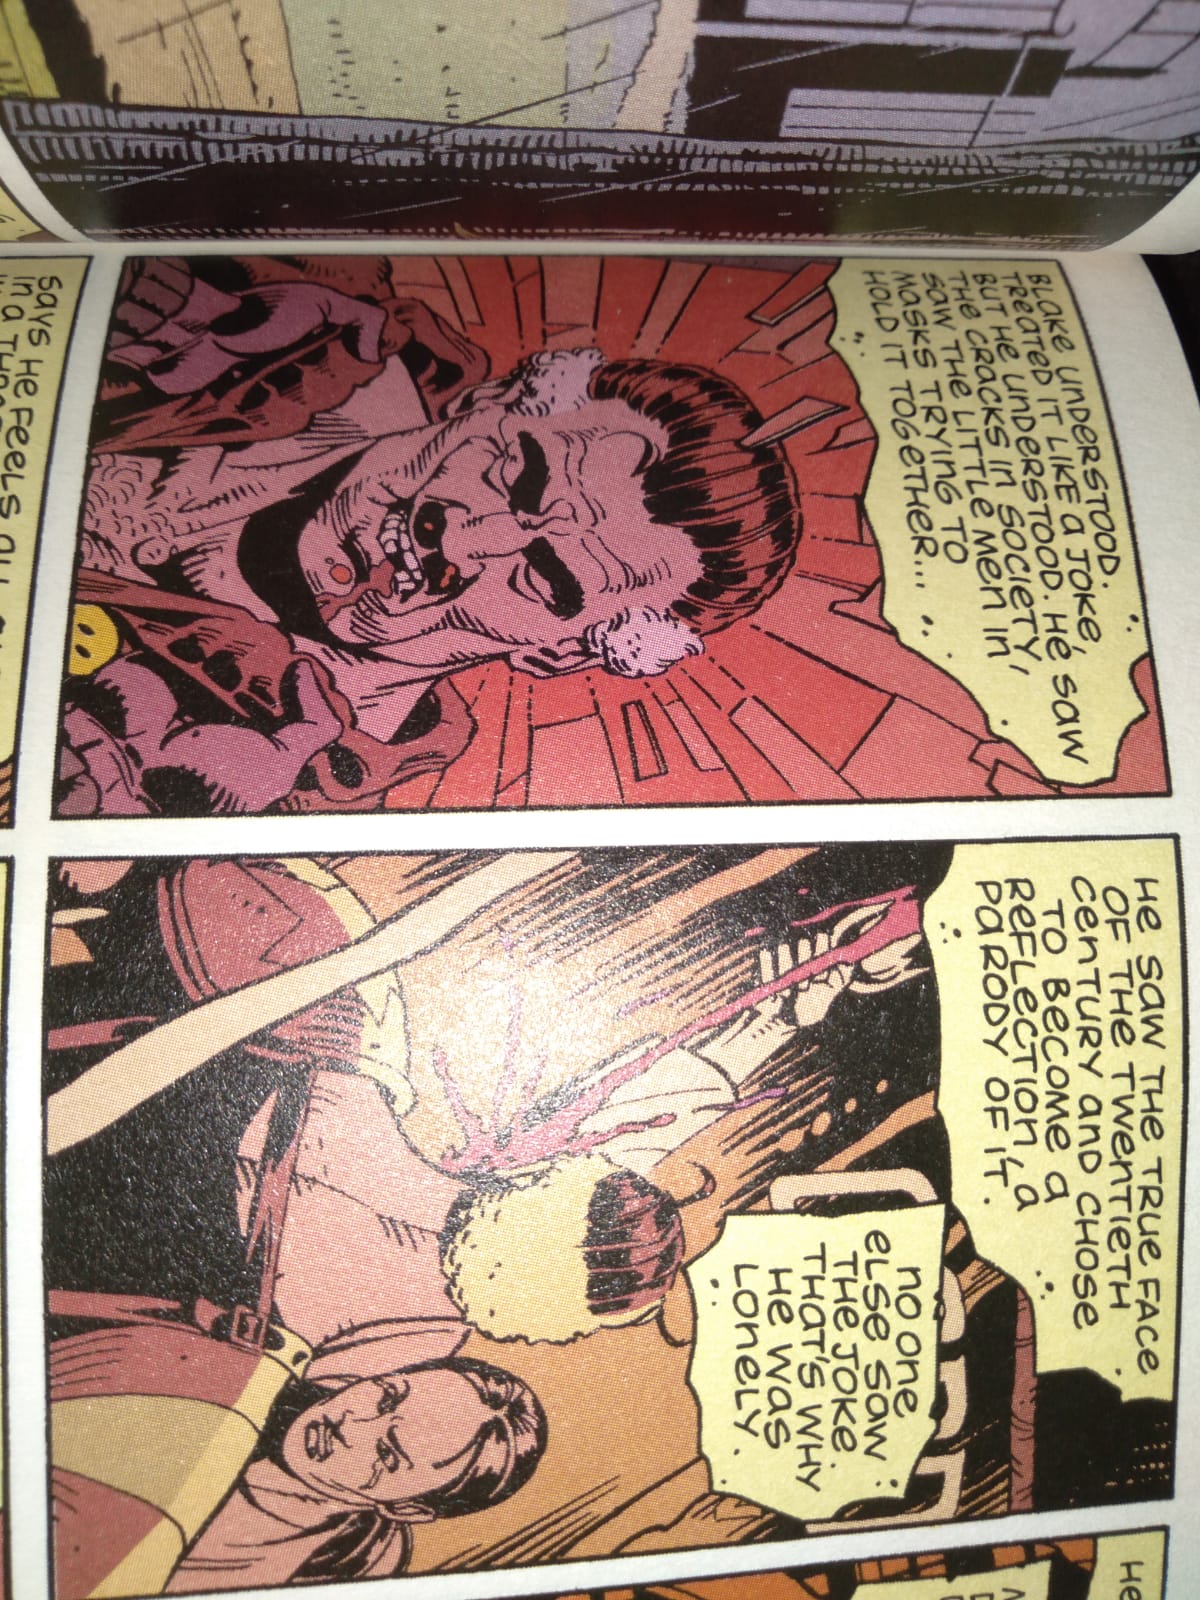 BLAKE UNDERSTOOD.
TREATED IT LIKE A JOKE,
BUT HE UNDERSTOOD. HE SAW
THE CRACKS IN SOCIETY,
SAW THE LITTLE MEN IN
MASKS TRYING TO
HOLD IT TOGETHER...
HE SAW THE TRUE FACE
OF THE TWENTIETH
CENTURY AND CHOSE
TO BECOME A
REFLECTION, A
PARODY OF IT.
NO ONE
ELSE SAW
THE JOKE.
THAT'S WHY
HE WAS
LONELY.
HE
SAYS HE FEELS ALL
IN A